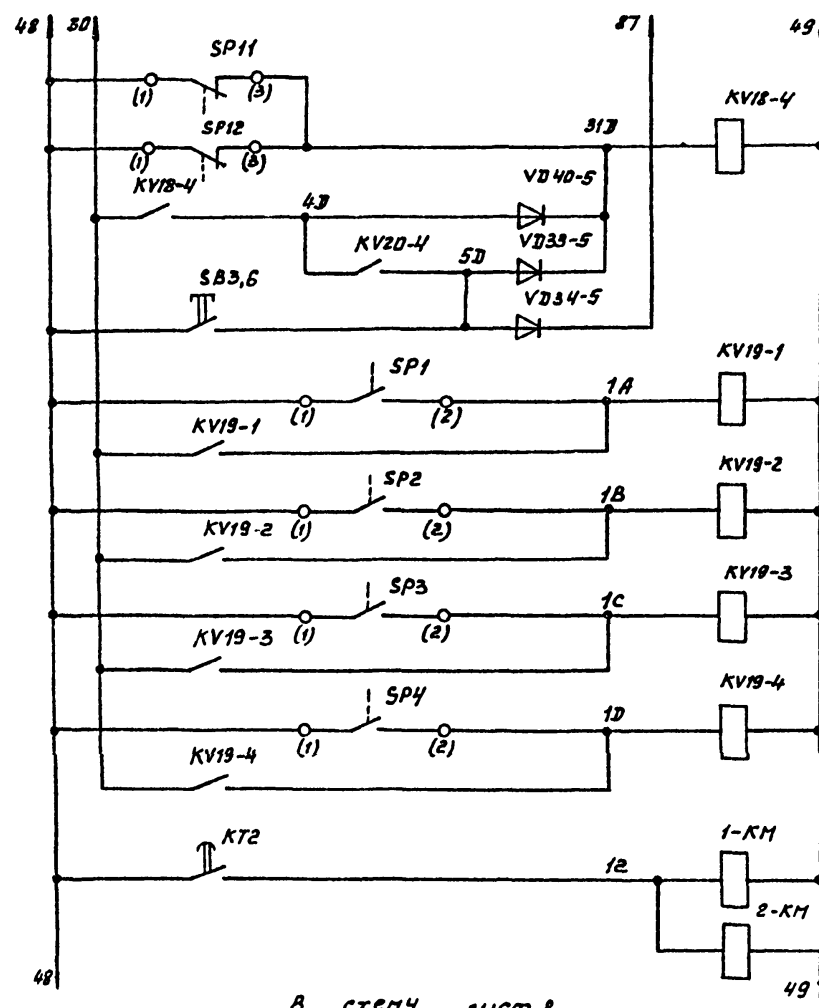 48 30 87 49
SP11
(1) (3)
KV18-4
SP12
31D
(1) (3)
KV18-4
VD40-5
4D
KV20-4
VD33-5
5D
SB3,6
VD34-5
KV19-1
SP1
1A
(1) (2)
KV19-1
KV19-2
SP2
1B
(1) (2)
KV19-2
KV19-3
SP3
1C
(1) (2)
KV19-3
KV19-4
SP4
1D
(1) (2)
KV19-4
KT2
1-KM
12
2-KM
48 49
В схему